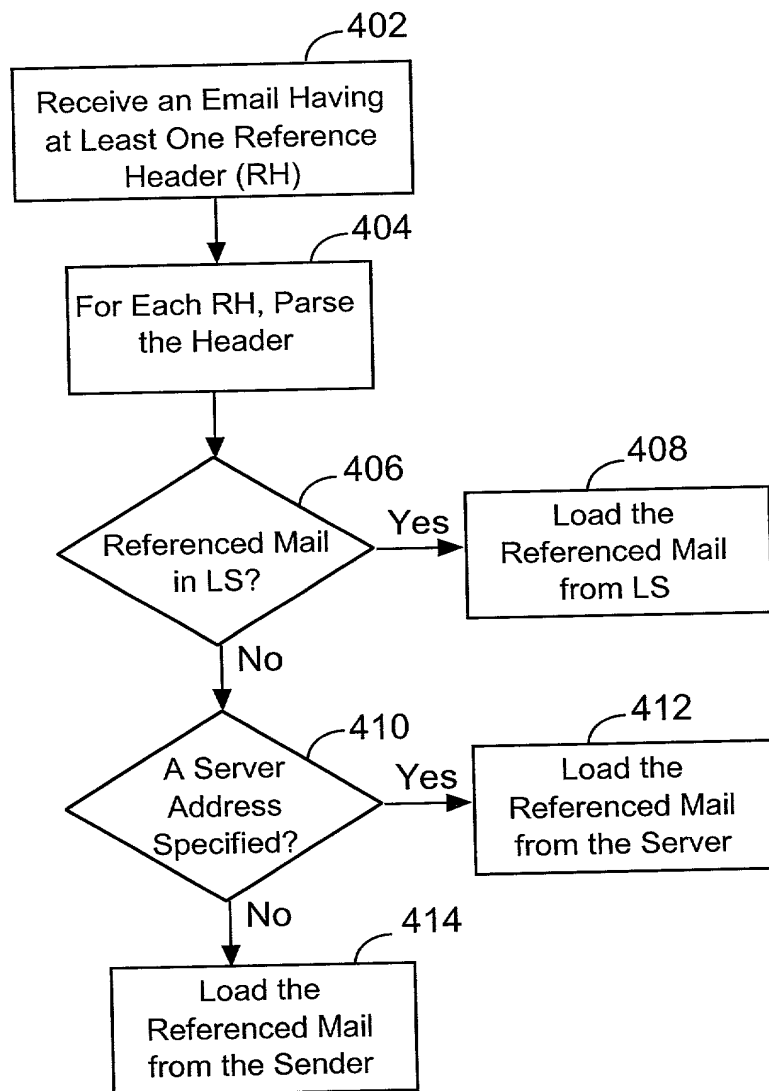 402
Receive an Email Having
at Least One Reference
Header (RH)
404
For Each RH, Parse
the Header
406
Referenced Mail
in LS?
Yes
408
Load the
Referenced Mail
from LS
No
410
A Server
Address
Specified?
Yes
412
Load the
Referenced Mail
from the Server
No
414
Load the
Referenced Mail
from the Sender